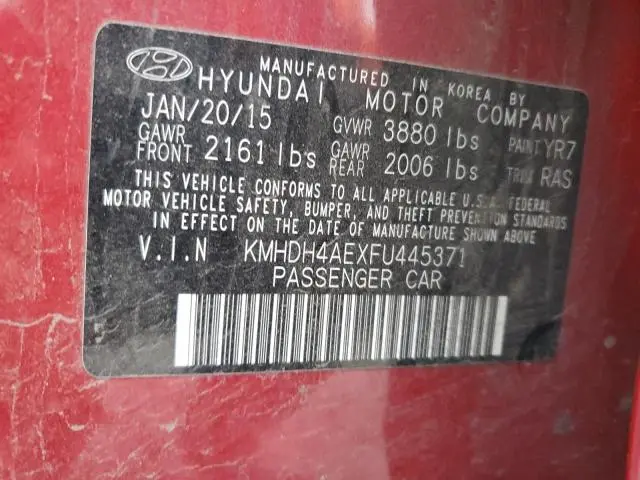 MANUFACTURED IN KOREA BY
HYUNDAI MOTOR COMPANY
JAN/20/15 GVWR 3880 lbs PAINT YR7
GAWR FRONT 2161 lbs GAWR REAR 2006 lbs TRIM RAS
THIS VEHICLE CONFORMS TO ALL APPLICABLE U.S.A. FEDERAL
MOTOR VEHICLE SAFETY, BUMPER, AND THEFT PREVENTION STANDARDS
IN EFFECT ON THE DATE OF MANUFACTURE SHOWN ABOVE
V.I.N KMHDH4AEXFU445371
PASSENGER CAR